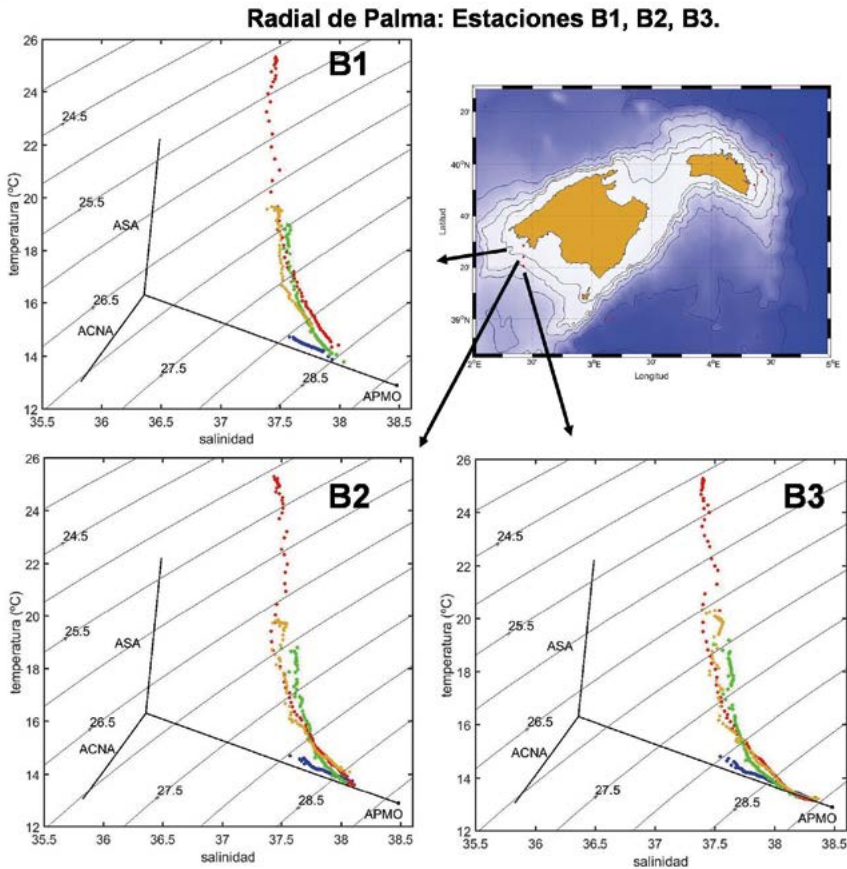 Radial de Palma: Estaciones B1, B2, B3.
B1
26
24
22
20
18
16
14
12
temperatura (ºC)
24.5
25.5
26.5
27.5
28.5
ASA
ACNA
APMO
35.5 36 36.5 37 37.5 38 38.5
salinidad
20'
40°N
40'
20'
39°N
Latitud
2°E 30' 3°E 30' 4°E 30' 5°E
Longitud
B2
26
24
22
20
18
16
14
12
temperatura (ºC)
24.5
25.5
26.5
27.5
28.5
ASA
ACNA
APMO
35.5 36 36.5 37 37.5 38 38.5
salinidad
B3
26
24
22
20
18
16
14
12
temperatura (ºC)
24.5
25.5
26.5
27.5
28.5
ASA
ACNA
APMO
35.5 36 36.5 37 37.5 38 38.5
salinidad